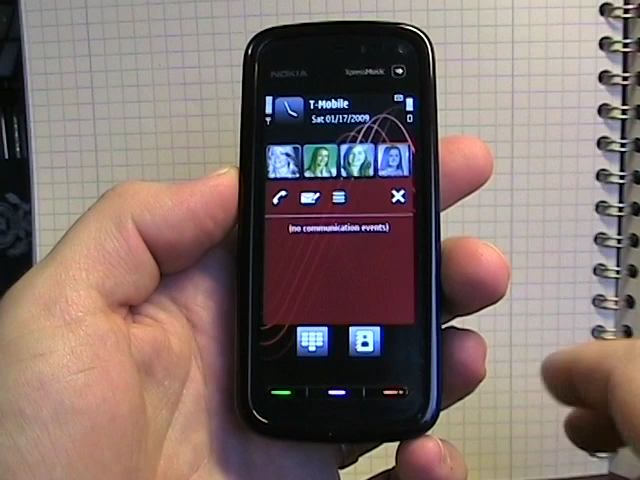 NOKIA XpressMusic
T-Mobile
Sat 01/17/2009
(no communication events)